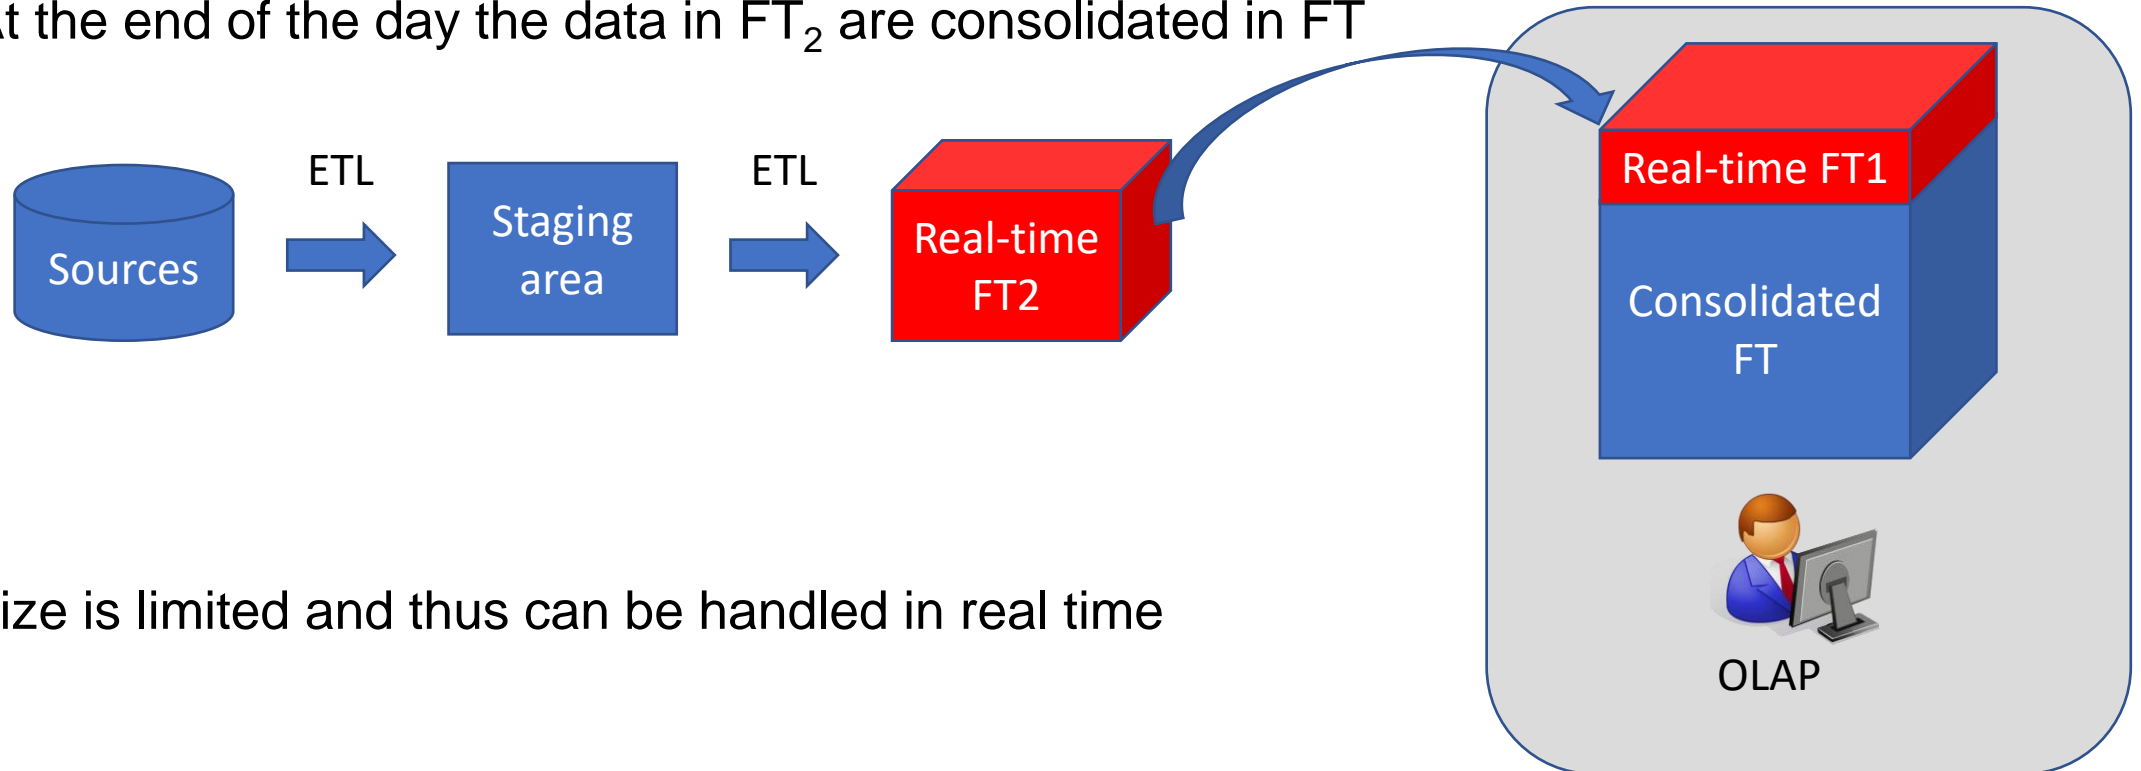 t the end of the day the data in FT2 are consolidated in FT
ETL
ETL
Sources
Staging
area
Real-time
FT2
Real-time FT1
Consolidated
FT
ize is limited and thus can be handled in real time
OLAP